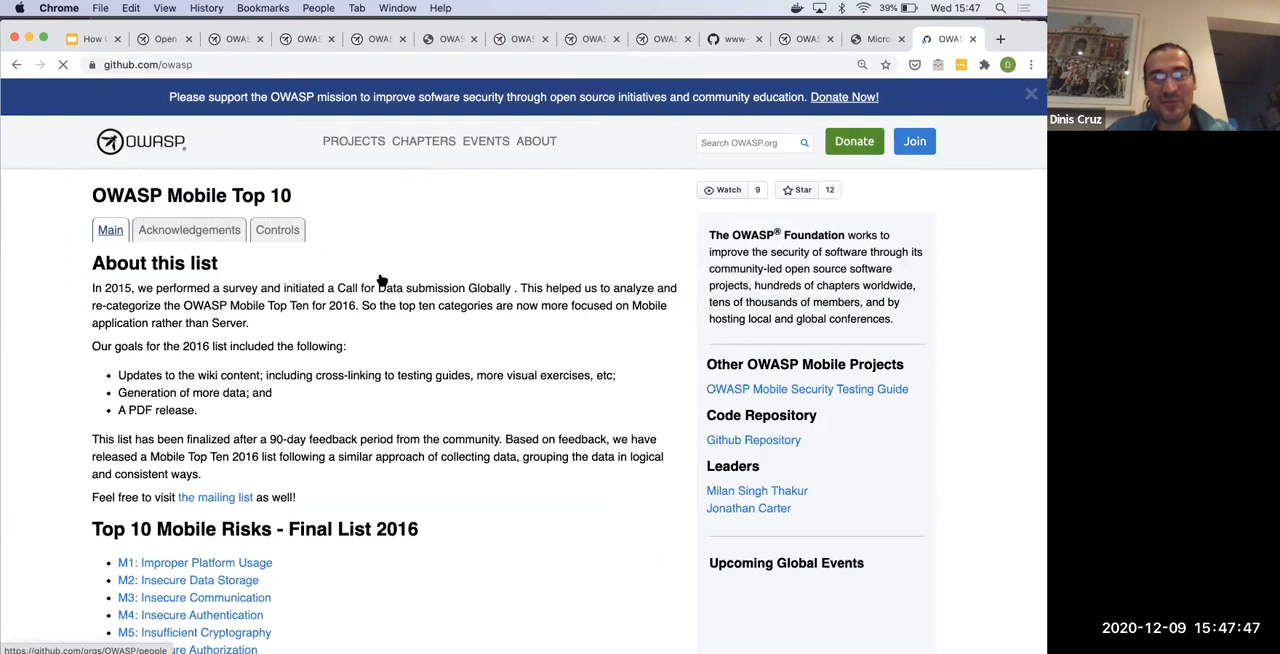 Chrome File Edit View History Bookmarks People Tab Window Help 39% Wed 15:47
How Open OWAS OWAS OWAS OWAS OWAS OWAS OWAS www- OWAS Micro OWAS
github.com/owasp D
Please support the OWASP mission to improve sofware security through open source initiatives and community education. Donate Now!
OWASP PROJECTS CHAPTERS EVENTS ABOUT Search OWASP.org Donate Join
Dinis Cruz
OWASP Mobile Top 10
Main Acknowledgements Controls
About this list
In 2015, we performed a survey and initiated a Call for Data submission Globally . This helped us to analyze and
re-categorize the OWASP Mobile Top Ten for 2016. So the top ten categories are now more focused on Mobile
application rather than Server.
Our goals for the 2016 list included the following:
• Updates to the wiki content; including cross-linking to testing guides, more visual exercises, etc;
• Generation of more data; and
• A PDF release.
This list has been finalized after a 90-day feedback period from the community. Based on feedback, we have
released a Mobile Top Ten 2016 list following a similar approach of collecting data, grouping the data in logical
and consistent ways.
Feel free to visit the mailing list as well!
Top 10 Mobile Risks - Final List 2016
• M1: Improper Platform Usage
• M2: Insecure Data Storage
• M3: Insecure Communication
• M4: Insecure Authentication
• M5: Insufficient Cryptography
ure Authorization
https://github.com/orgs/OWASP/people
Watch 9 Star 12
The OWASP® Foundation works to
improve the security of software through its
community-led open source software
projects, hundreds of chapters worldwide,
tens of thousands of members, and by
hosting local and global conferences.
Other OWASP Mobile Projects
OWASP Mobile Security Testing Guide
Code Repository
Github Repository
Leaders
Milan Singh Thakur
Jonathan Carter
Upcoming Global Events
2020-12-09 15:47:47